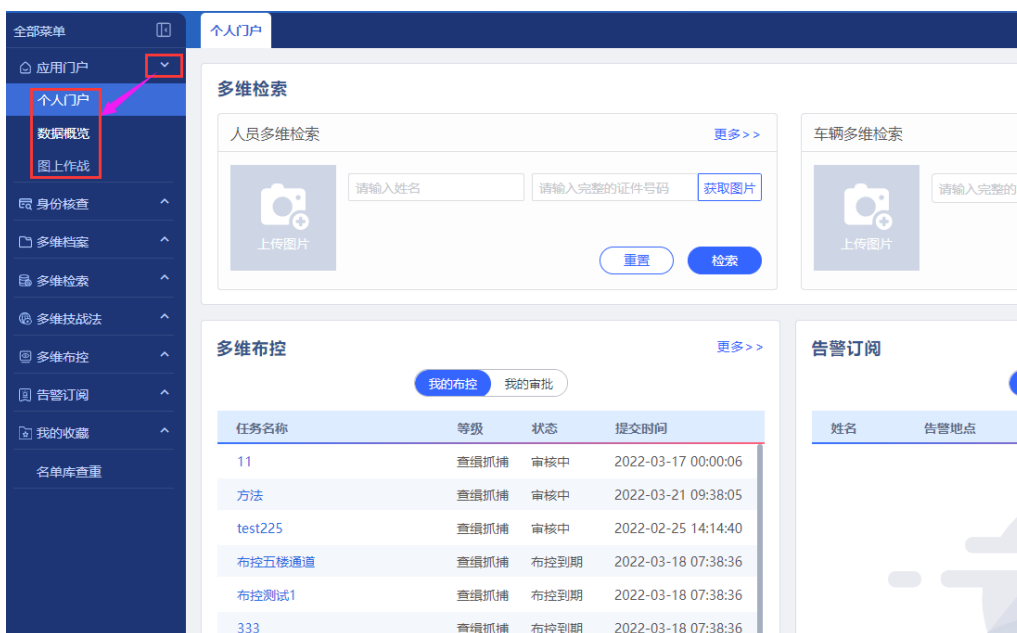 全部菜单
应用门户
个人门户
数据概览
图上作战
身份核查
多维档案
多维检索
多维技战法
多维布控
告警订阅
我的收藏
名单库查重
个人门户
多维检索
人员多维检索 更多>>
请输入姓名 请输入完整的证件号码 获取图片
上传图片
重置 检索
车辆多维检索
请输入完整的
上传图片
多维布控 更多>>
我的布控 我的审批
任务名称 等级 状态 提交时间
11 查缉抓捕 审核中 2022-03-17 00:00:06
方法 查缉抓捕 审核中 2022-03-21 09:38:05
test225 查缉抓捕 审核中 2022-02-25 14:14:40
布控五楼通道 查缉抓捕 布控到期 2022-03-18 07:38:36
布控测试1 查缉抓捕 布控到期 2022-03-18 07:38:36
333 查缉抓捕 布控到期 2022-03-18 07:38:36
告警订阅
姓名 告警地点